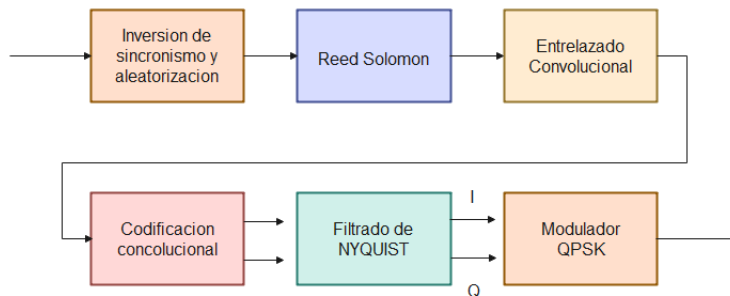 Inversion de
sincronismo y
aleatorizacion
Reed Solomon
Entrelazado
Convolucional
Codificacion
concolucional
Filtrado de
NYQUIST
I
Q
Modulador
QPSK